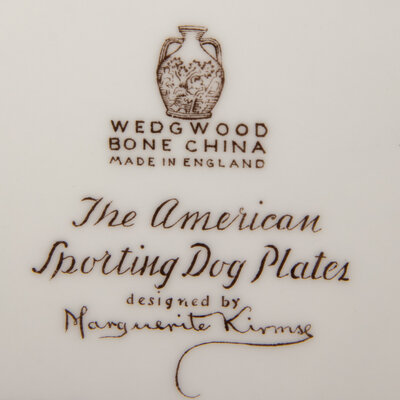 WEDGWOOD
BONE CHINA
MADE IN ENGLAND
The American
Sporting Dog Plates
designed by
Marguerite Kirmse